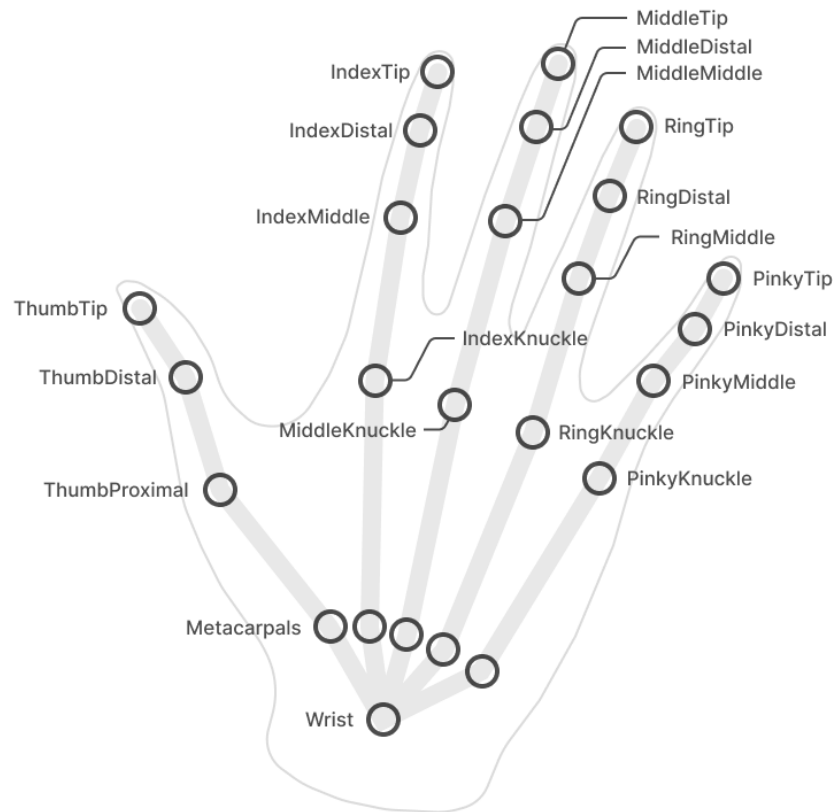 MiddleTip
MiddleDistal
MiddleMiddle
IndexTip
RingTip
IndexDistal
RingDistal
IndexMiddle
RingMiddle
PinkyTip
ThumbTip
PinkyDistal
IndexKnuckle
ThumbDistal
PinkyMiddle
MiddleKnuckle
RingKnuckle
PinkyKnuckle
ThumbProximal
Metacarpals
Wrist